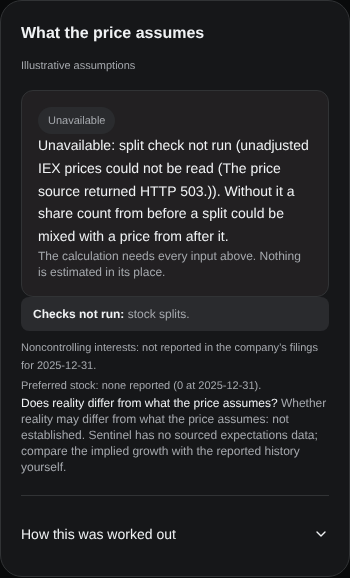 What the price assumes
Illustrative assumptions
Unavailable
Unavailable: split check not run (unadjusted
IEX prices could not be read (The price
source returned HTTP 503.)). Without it a
share count from before a split could be
mixed with a price from after it.
The calculation needs every input above. Nothing
is estimated in its place.
Checks not run: stock splits.
Noncontrolling interests: not reported in the company's filings
for 2025-12-31.
Preferred stock: none reported (0 at 2025-12-31).
Does reality differ from what the price assumes? Whether
reality may differ from what the price assumes: not
established. Sentinel has no sourced expectations data;
compare the implied growth with the reported history
yourself.
How this was worked out